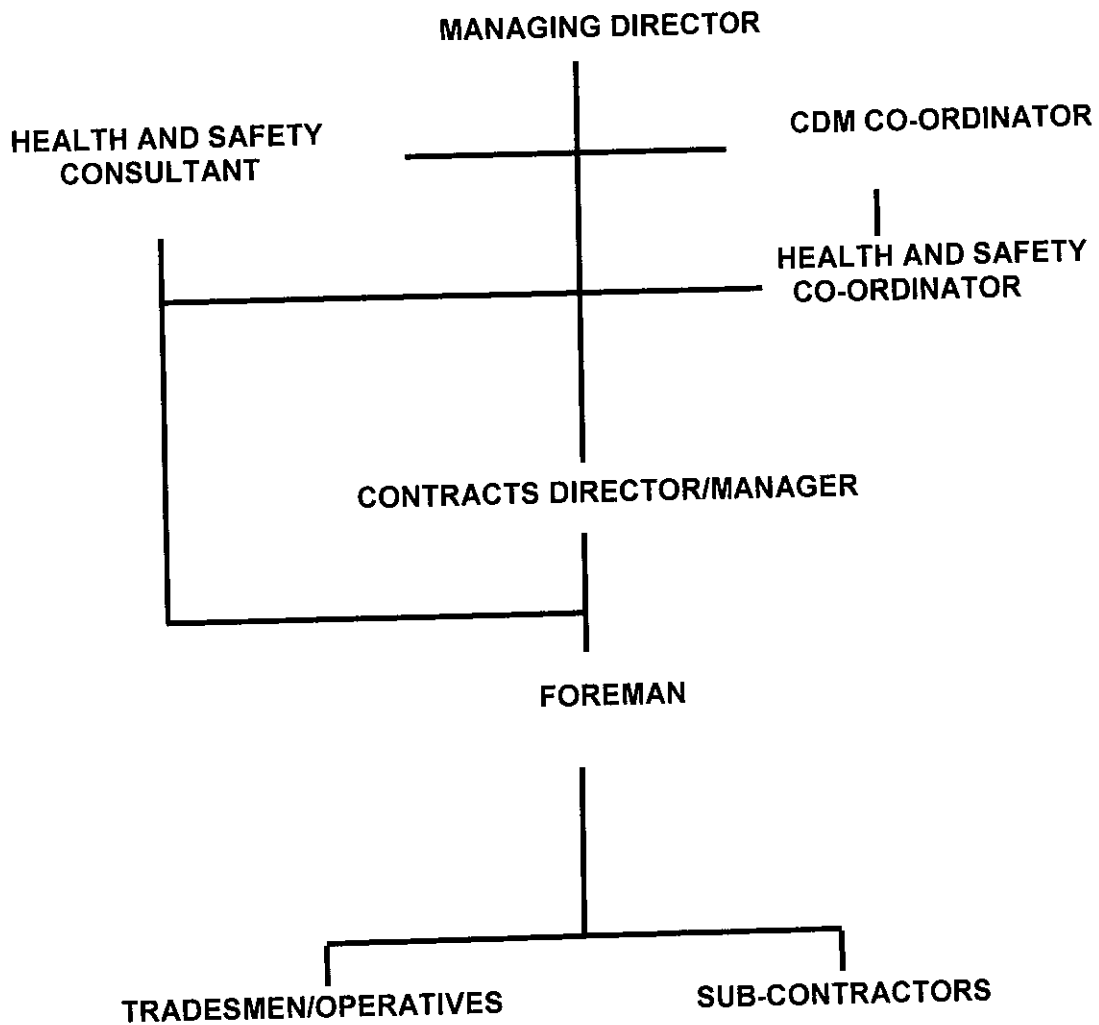 MANAGING DIRECTOR
HEALTH AND SAFETY
CONSULTANT
CDM CO-ORDINATOR
HEALTH AND SAFETY
CO-ORDINATOR
CONTRACTS DIRECTOR/MANAGER
FOREMAN
TRADESMEN/OPERATIVES
SUB-CONTRACTORS